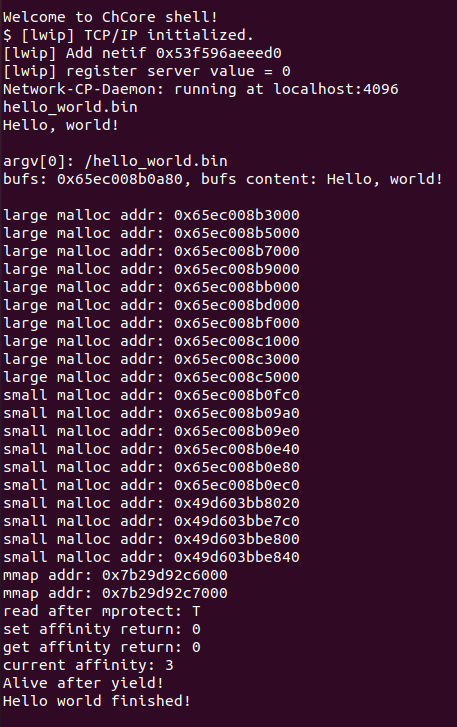 Welcome to ChCore shell!
$ [lwip] TCP/IP initialized.
[lwip] Add netif 0x53f596aeeed0
[lwip] register server value = 0
Network-CP-Daemon: running at localhost:4096
hello_world.bin
Hello, world!
argv[0]: /hello_world.bin
bufs: 0x65ec008b0a80, bufs content: Hello, world!
large malloc addr: 0x65ec008b3000
large malloc addr: 0x65ec008b5000
large malloc addr: 0x65ec008b7000
large malloc addr: 0x65ec008b9000
large malloc addr: 0x65ec008bb000
large malloc addr: 0x65ec008bd000
large malloc addr: 0x65ec008bf000
large malloc addr: 0x65ec008c1000
large malloc addr: 0x65ec008c3000
large malloc addr: 0x65ec008c5000
small malloc addr: 0x65ec008b0fc0
small malloc addr: 0x65ec008b09a0
small malloc addr: 0x65ec008b09e0
small malloc addr: 0x65ec008b0e40
small malloc addr: 0x65ec008b0e80
small malloc addr: 0x65ec008b0ec0
small malloc addr: 0x49d603bb8020
small malloc addr: 0x49d603bbe7c0
small malloc addr: 0x49d603bbe800
small malloc addr: 0x49d603bbe840
mmap addr: 0x7b29d92c6000
mmap addr: 0x7b29d92c7000
read after mprotect: T
set affinity return: 0
get affinity return: 0
current affinity: 3
Alive after yield!
Hello world finished!